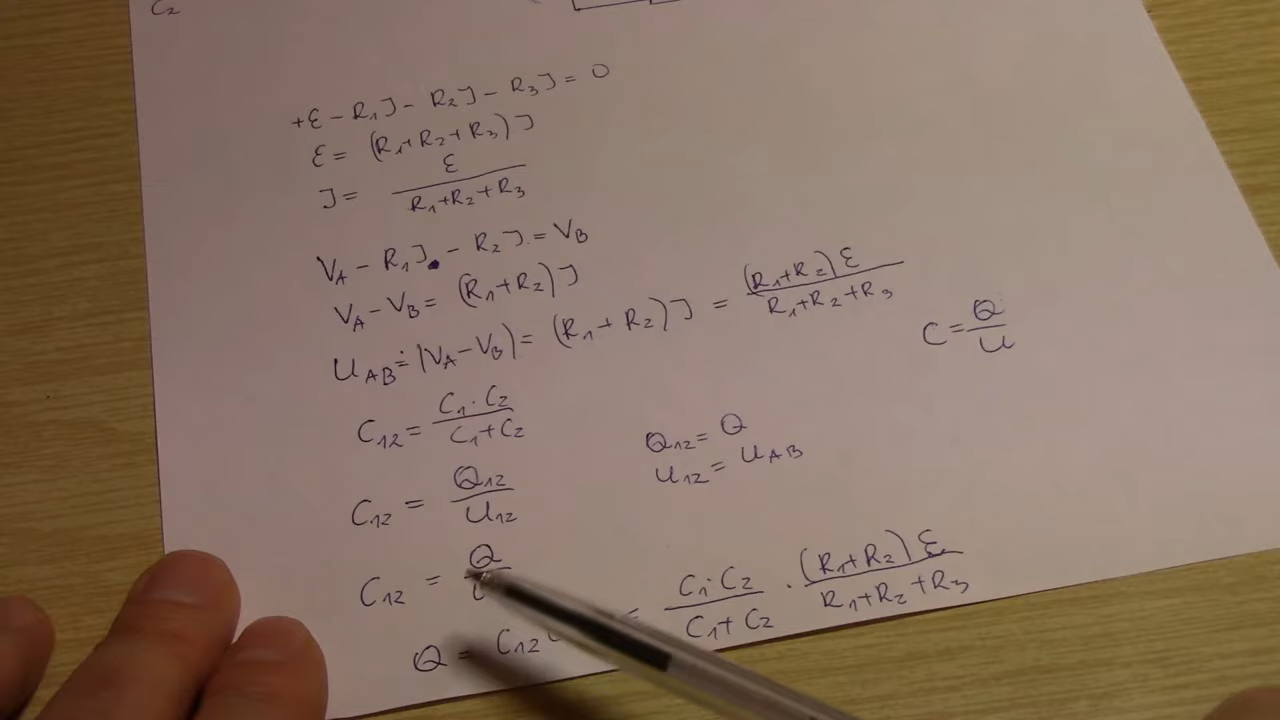 C₂
+ε - R₁J - R₂J - R₃J = 0
ε = (R₁+R₂+R₃)J
J = ε / (R₁+R₂+R₃)
V_A - R₁J - R₂J = V_B
V_A - V_B = (R₁+R₂)J
U_AB ≐ |V_A - V_B| = (R₁+R₂)J = (R₁+R₂)ε / (R₁+R₂+R₃)
C = Q / U
C₁₂ = C₁·C₂ / (C₁+C₂)
Q₁₂ = Q
U₁₂ = U_AB
C₁₂ = Q₁₂ / U₁₂
C₁₂ = Q /
Q = C₁₂ = C₁·C₂ / (C₁+C₂) · (R₁+R₂)ε / (R₁+R₂+R₃)